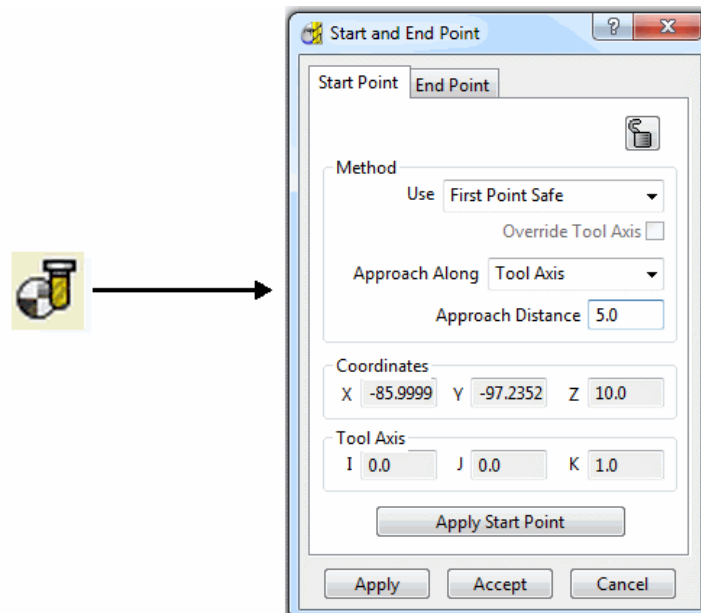 Start and End Point
? X
Start Point End Point
Method
Use First Point Safe
Override Tool Axis
Approach Along Tool Axis
Approach Distance 5.0
Coordinates
X -85.9999 Y -97.2352 Z 10.0
Tool Axis
I 0.0 J 0.0 K 1.0
Apply Start Point
Apply Accept Cancel